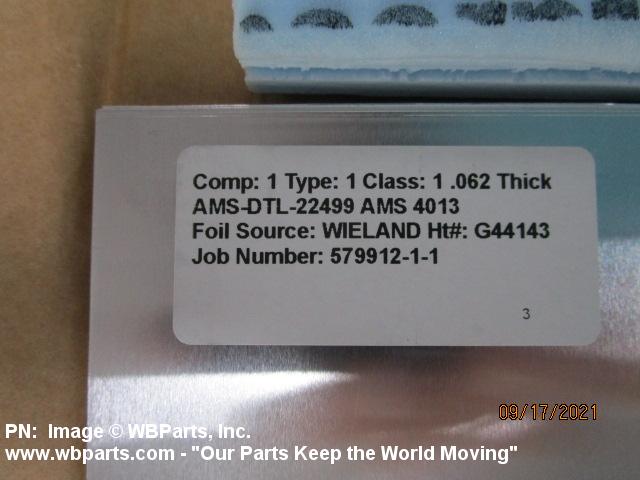 Comp: 1 Type: 1 Class: 1 .062 Thick
AMS-DTL-22499 AMS 4013
Foil Source: WIELAND Ht#: G44143
Job Number: 579912-1-1
3
09/17/2021
PN:  Image © WBParts, Inc.
www.wbparts.com - "Our Parts Keep the World Moving"